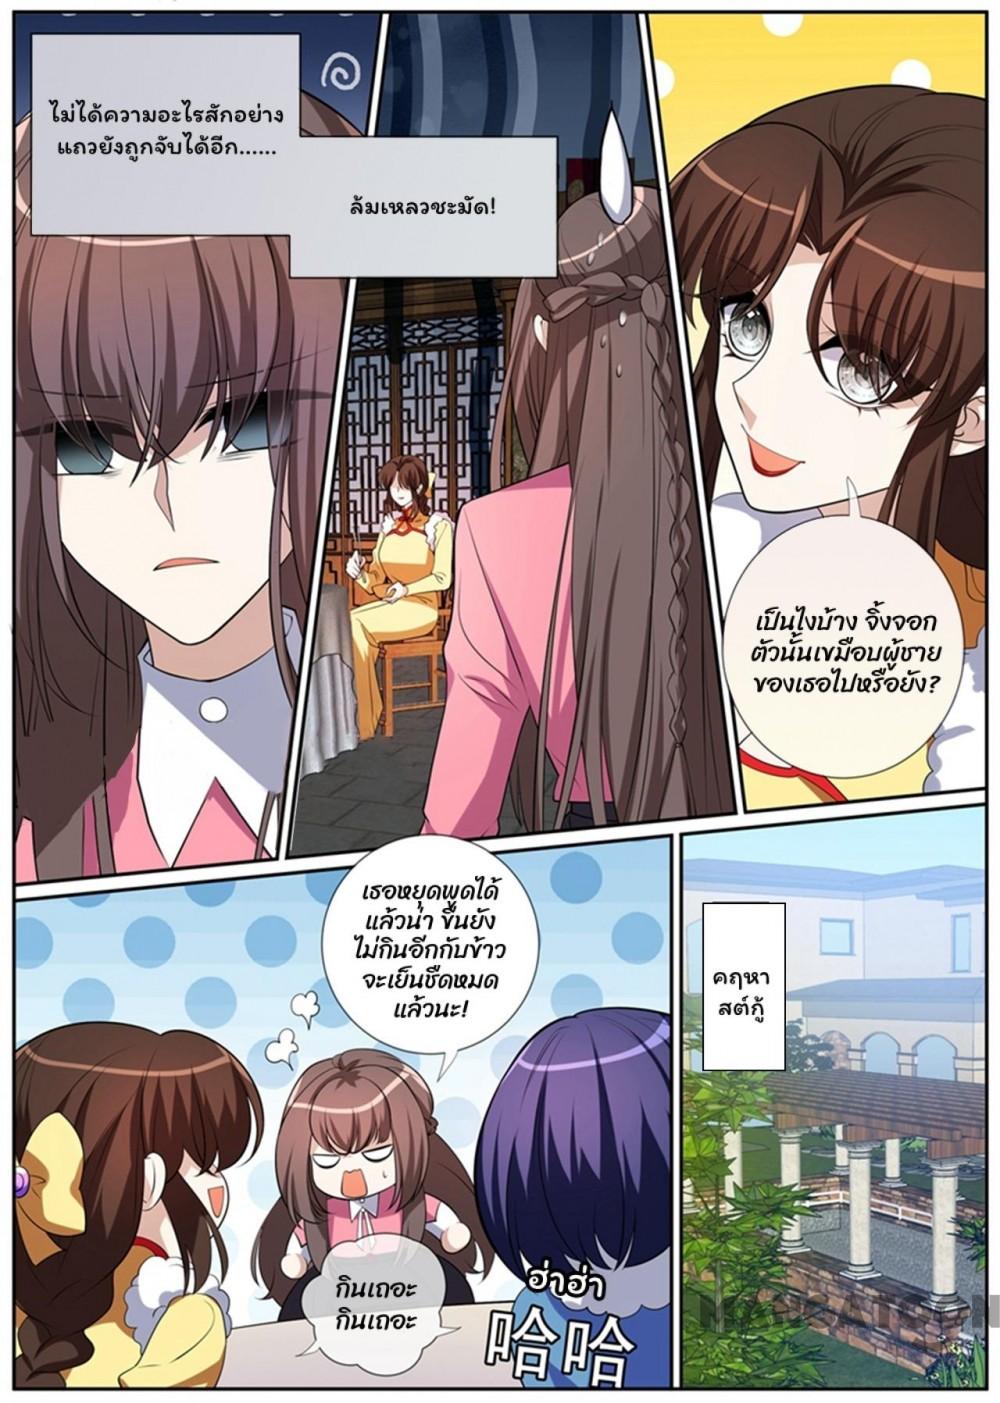 ไม่ได้ความอะไรสักอย่าง
แถวยังถูกจับได้อีก......
ล้มเหลวชะมัด!
เป็นไงบ้าง จิ้งจอก
ตัวนั้นเขมือบผู้ชาย
ของเธอไปหรือยัง?
เธอหยุดพูดได้
แล้วน่า ขืนยัง
ไม่กินอีกกับข้าว
จะเย็นชืดหมด
แล้วนะ!
กินเถอะ
กินเถอะ
ฮ่าฮ่า
哈哈
คฤหา
สต์กู้
MANGATOON